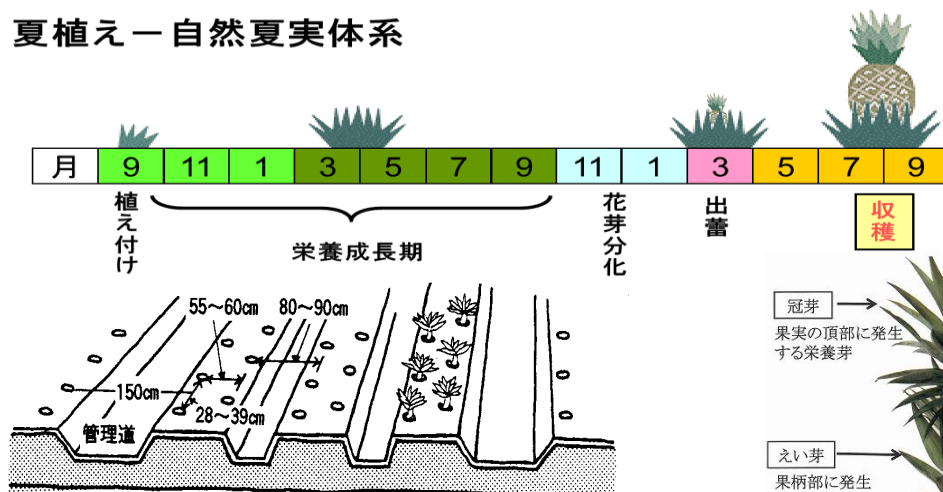 夏植え－自然夏実体系
月 9 11 1 3 5 7 9 11 1 3 5 7 9
植え付け
栄養成長期
花芽分化
出蕾
収穫
55～60cm
80～90cm
150cm
28～39cm
管理道
冠芽
果実の頂部に発生
する栄養芽
えい芽
果柄部に発生